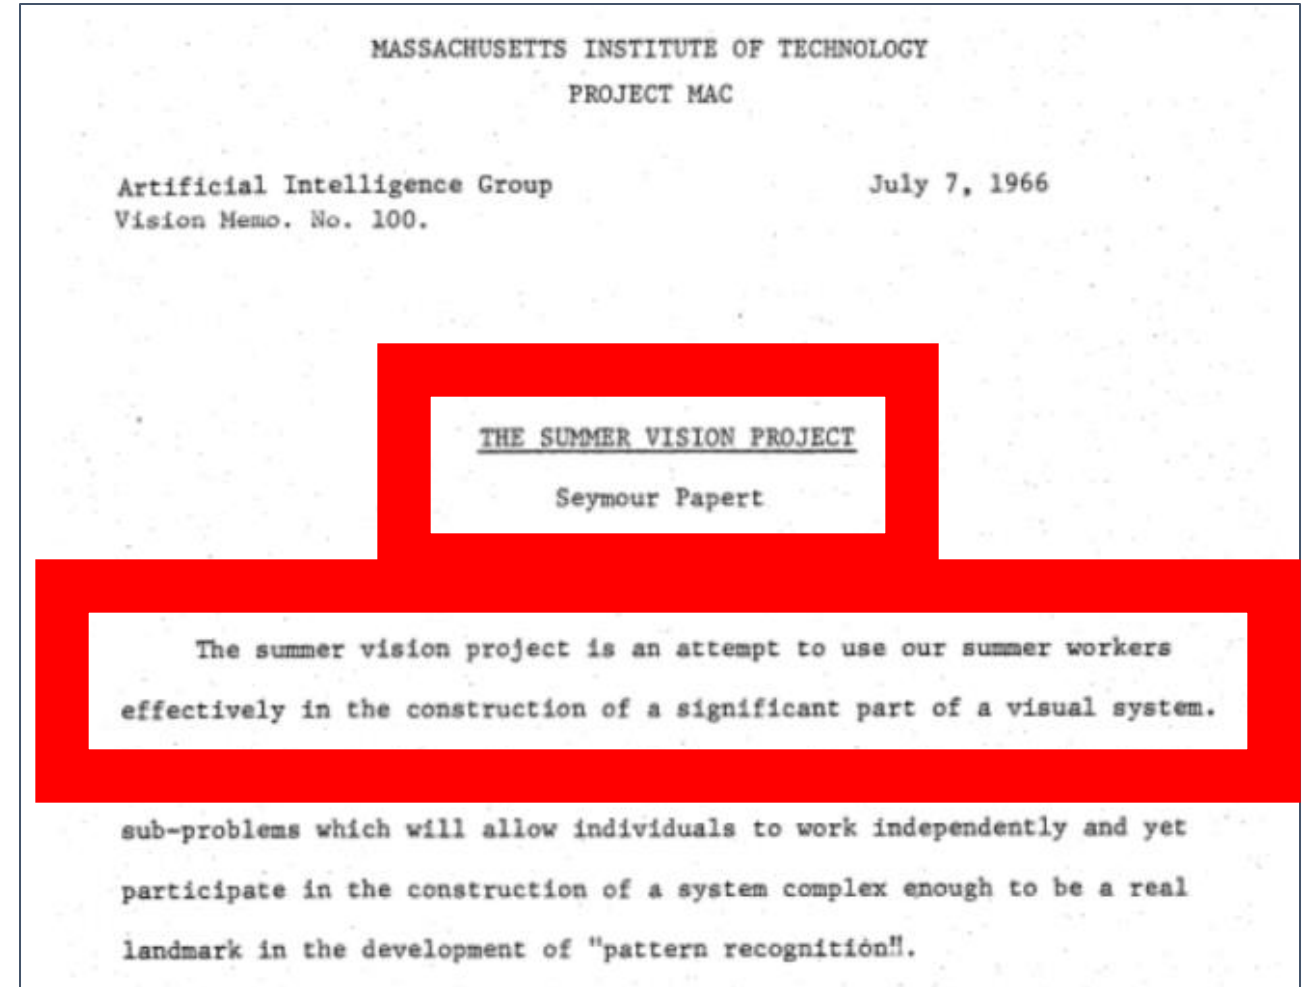 MASSACHUSETTS INSTITUTE OF TECHNOLOGY
PROJECT MAC
Artificial Intelligence Group July 7, 1966
Vision Memo. No. 100.
THE SUMMER VISION PROJECT
Seymour Papert
The summer vision project is an attempt to use our summer workers
effectively in the construction of a significant part of a visual system.
sub-problems which will allow individuals to work independently and yet
participate in the construction of a system complex enough to be a real
landmark in the development of "pattern recognition".